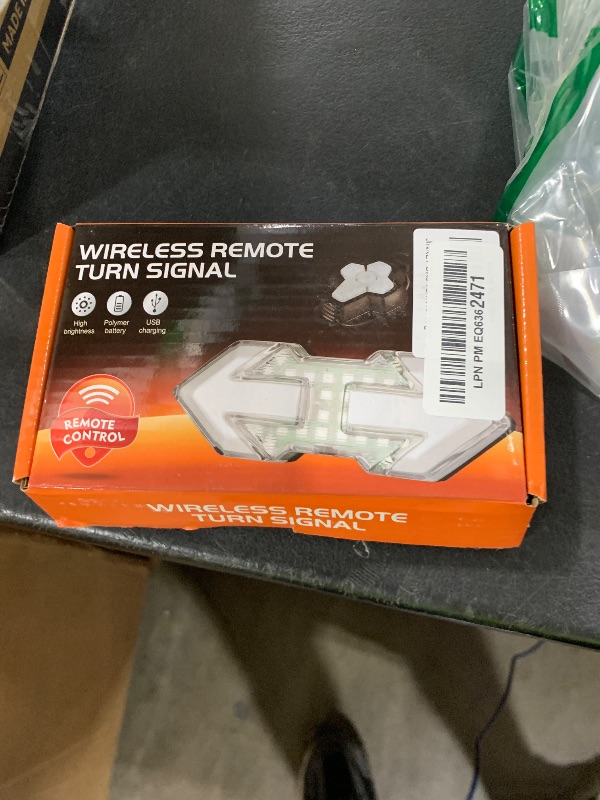 MADE
WIRELESS REMOTE
TURN SIGNAL
High
brightness
Polymer
battery
USB
charging
REMOTE
CONTROL
LPN PM EQ6362471
WIRELESS REMOTE
TURN SIGNAL